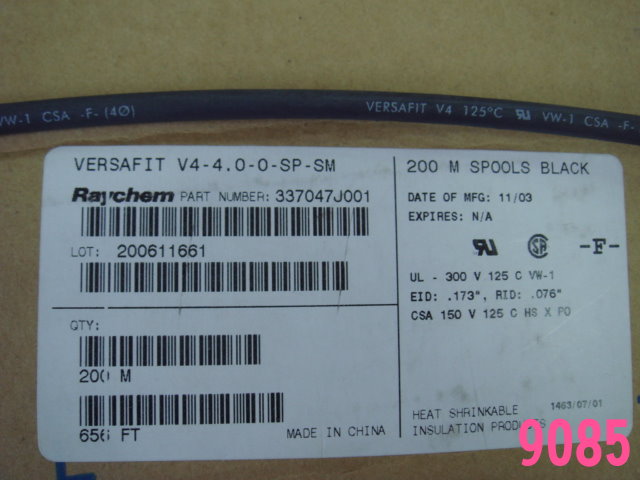 VW-1 CSA -F- (4Ø) VERSAFIT V4 125°C RU VW-1 CSA -F-
VERSAFIT V4-4.0-0-SP-SM
Raychem PART NUMBER: 337047J001
LOT: 200611661
QTY:
200 M
656 FT
MADE IN CHINA
200 M SPOOLS BLACK
DATE OF MFG: 11/03
EXPIRES: N/A
RU SA -F-
UL - 300 V 125 C VW-1
EID: .173", RID: .076"
CSA 150 V 125 C HS X PO
HEAT SHRINKABLE 1463/07/01
INSULATION PRODUCTS
9085